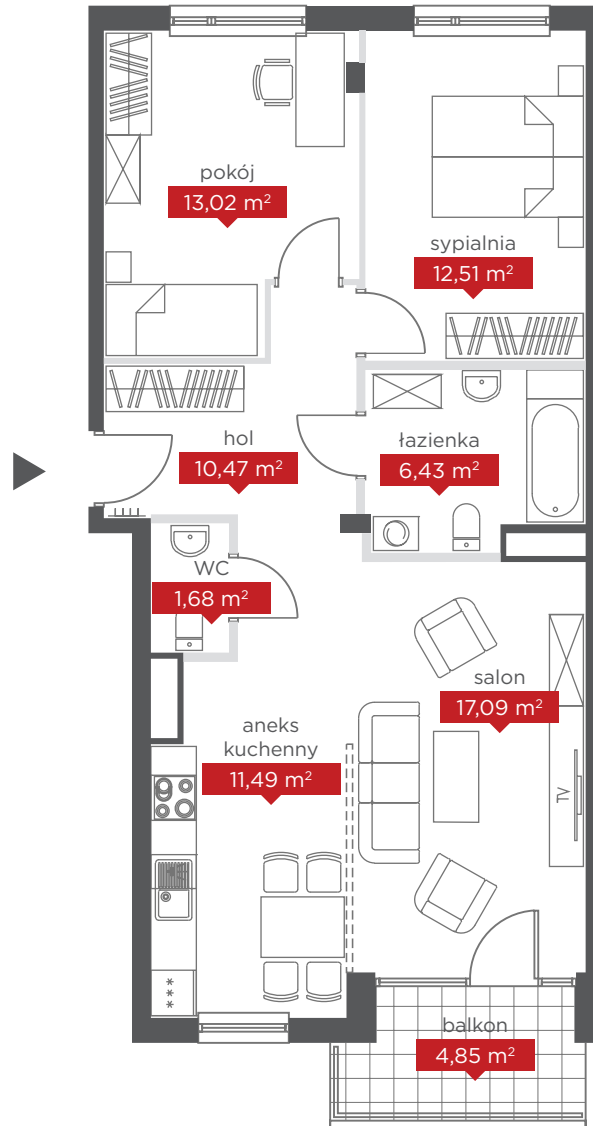 pokój
13,02 m²
sypialnia
12,51 m²
hol
10,47 m²
łazienka
6,43 m²
WC
1,68 m²
salon
17,09 m²
aneks
kuchenny
11,49 m²
TV
***
balkon
4,85 m²